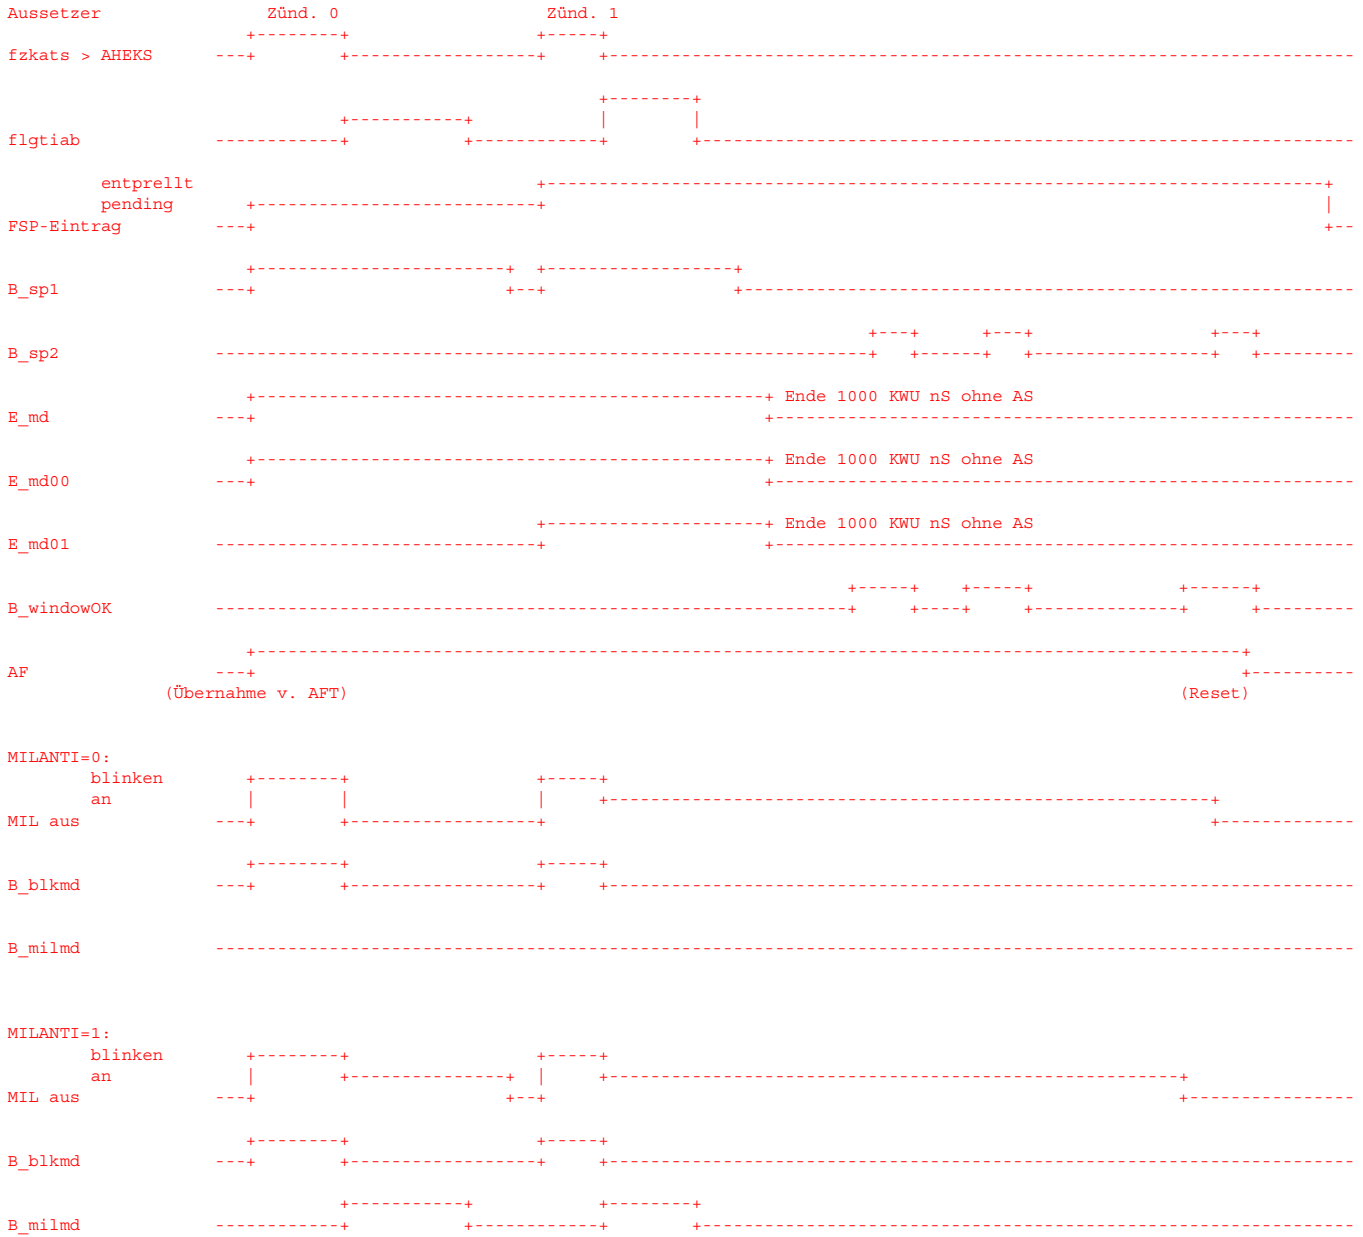 Aussetzer Zünd. 0 Zünd. 1
fzkats > AHEKS
flgtiab
entprellt
pending
FSP-Eintrag
B_sp1
B_sp2
Ende 1000 KWU nS ohne AS
E_md
Ende 1000 KWU nS ohne AS
E_md00
Ende 1000 KWU nS ohne AS
E_md01
B_windowOK
AF
(Übernahme v. AFT) (Reset)
MILANTI=0:
blinken
an
MIL aus
B_blkmd
B_milmd
MILANTI=1:
blinken
an
MIL aus
B_blkmd
B_milmd